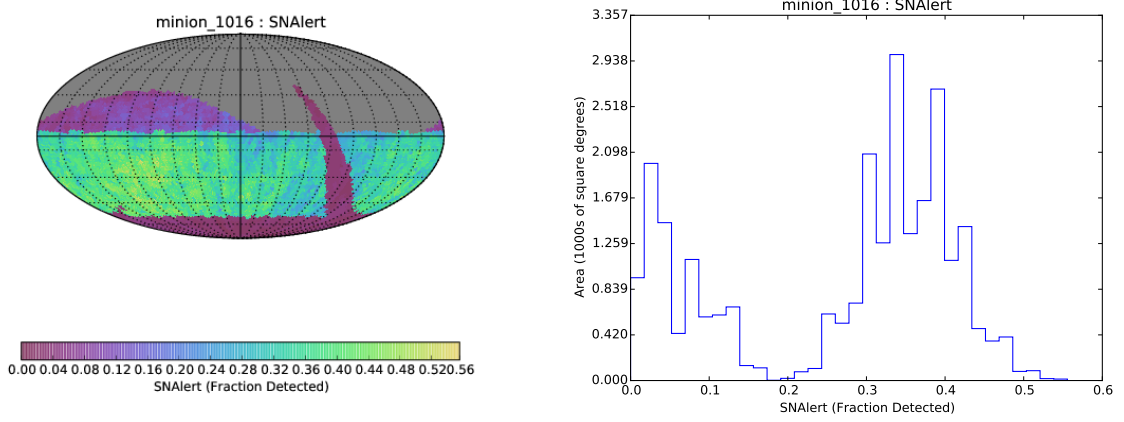 minion_1016 : SNAlert
0.00 0.04 0.08 0.12 0.16 0.20 0.24 0.28 0.32 0.36 0.40 0.44 0.48 0.52 0.56
SNAlert (Fraction Detected)
minion_1016 : SNAlert
3.357
2.938
2.518
2.098
1.679
1.259
0.839
0.420
0.000
Area (1000s of square degrees)
0.0 0.1 0.2 0.3 0.4 0.5 0.6
SNAlert (Fraction Detected)